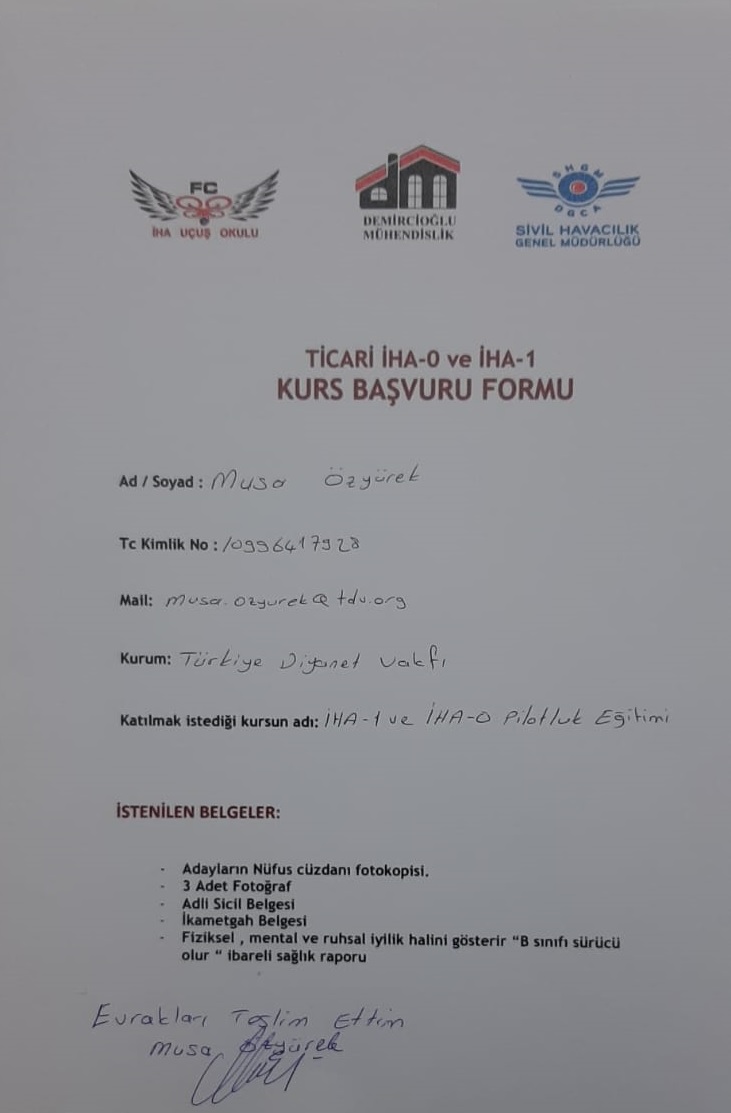 FC
İHA UÇUŞ OKULU
dm
DEMİRCİOĞLU
MÜHENDİSLİK
SHGM
DGCA
SİVİL HAVACILIK
GENEL MÜDÜRLÜĞÜ
TİCARİ İHA-0 ve İHA-1
KURS BAŞVURU FORMU
Ad / Soyad : Musa Özyürek
Tc Kimlik No : 10996417928
Mail: musa.ozyurek@tdv.org
Kurum: Türkiye Diyanet Vakfı
Katılmak istediği kursun adı: İHA-1 ve İHA-0 Pilotluk Eğitimi
İSTENİLEN BELGELER:
- Adayların Nüfus cüzdanı fotokopisi.
- 3 Adet Fotoğraf
- Adli Sicil Belgesi
- İkametgah Belgesi
- Fiziksel , mental ve ruhsal iyilik halini gösterir “B sınıfı sürücü
olur “ ibareli sağlık raporu
Evrakları Teslim Ettim
Musa Özyürek